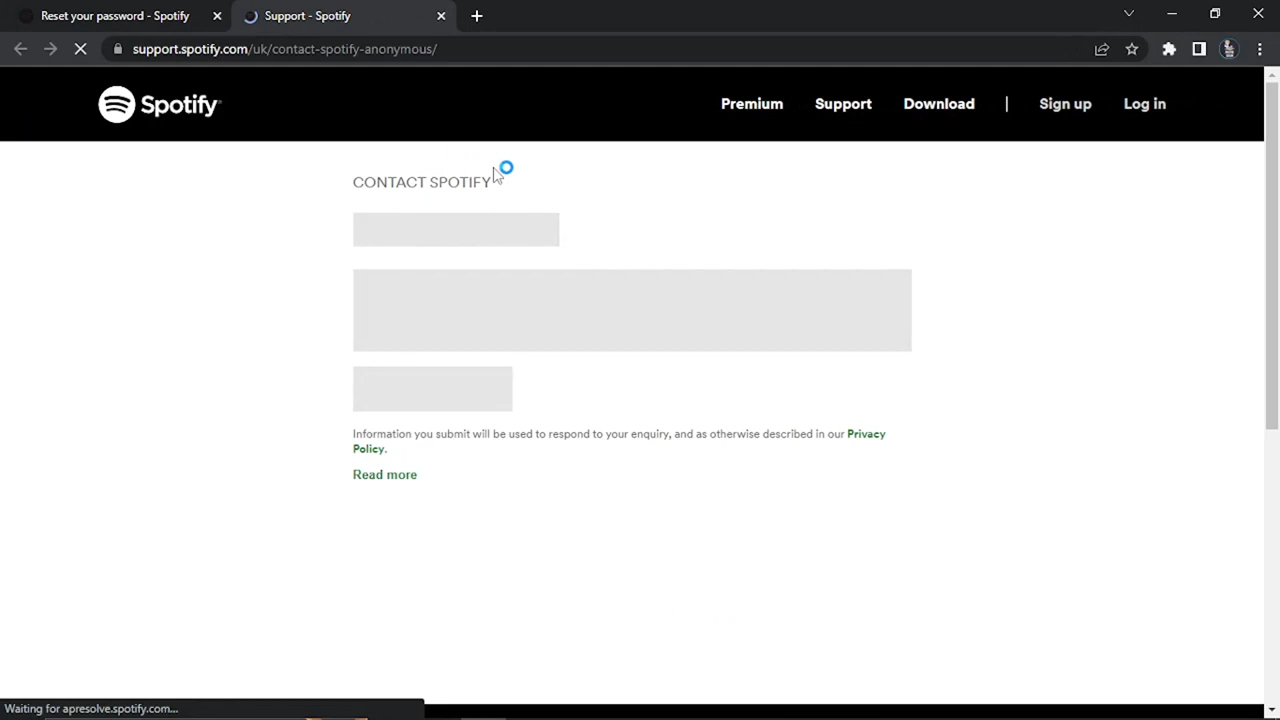 Reset your password - Spotify
Support - Spotify
support.spotify.com/uk/contact-spotify-anonymous/
Spotify
Premium
Support
Download
Sign up
Log in
CONTACT SPOTIFY
Information you submit will be used to respond to your enquiry, and as otherwise described in our Privacy
Policy.
Read more
Waiting for apresolve.spotify.com...